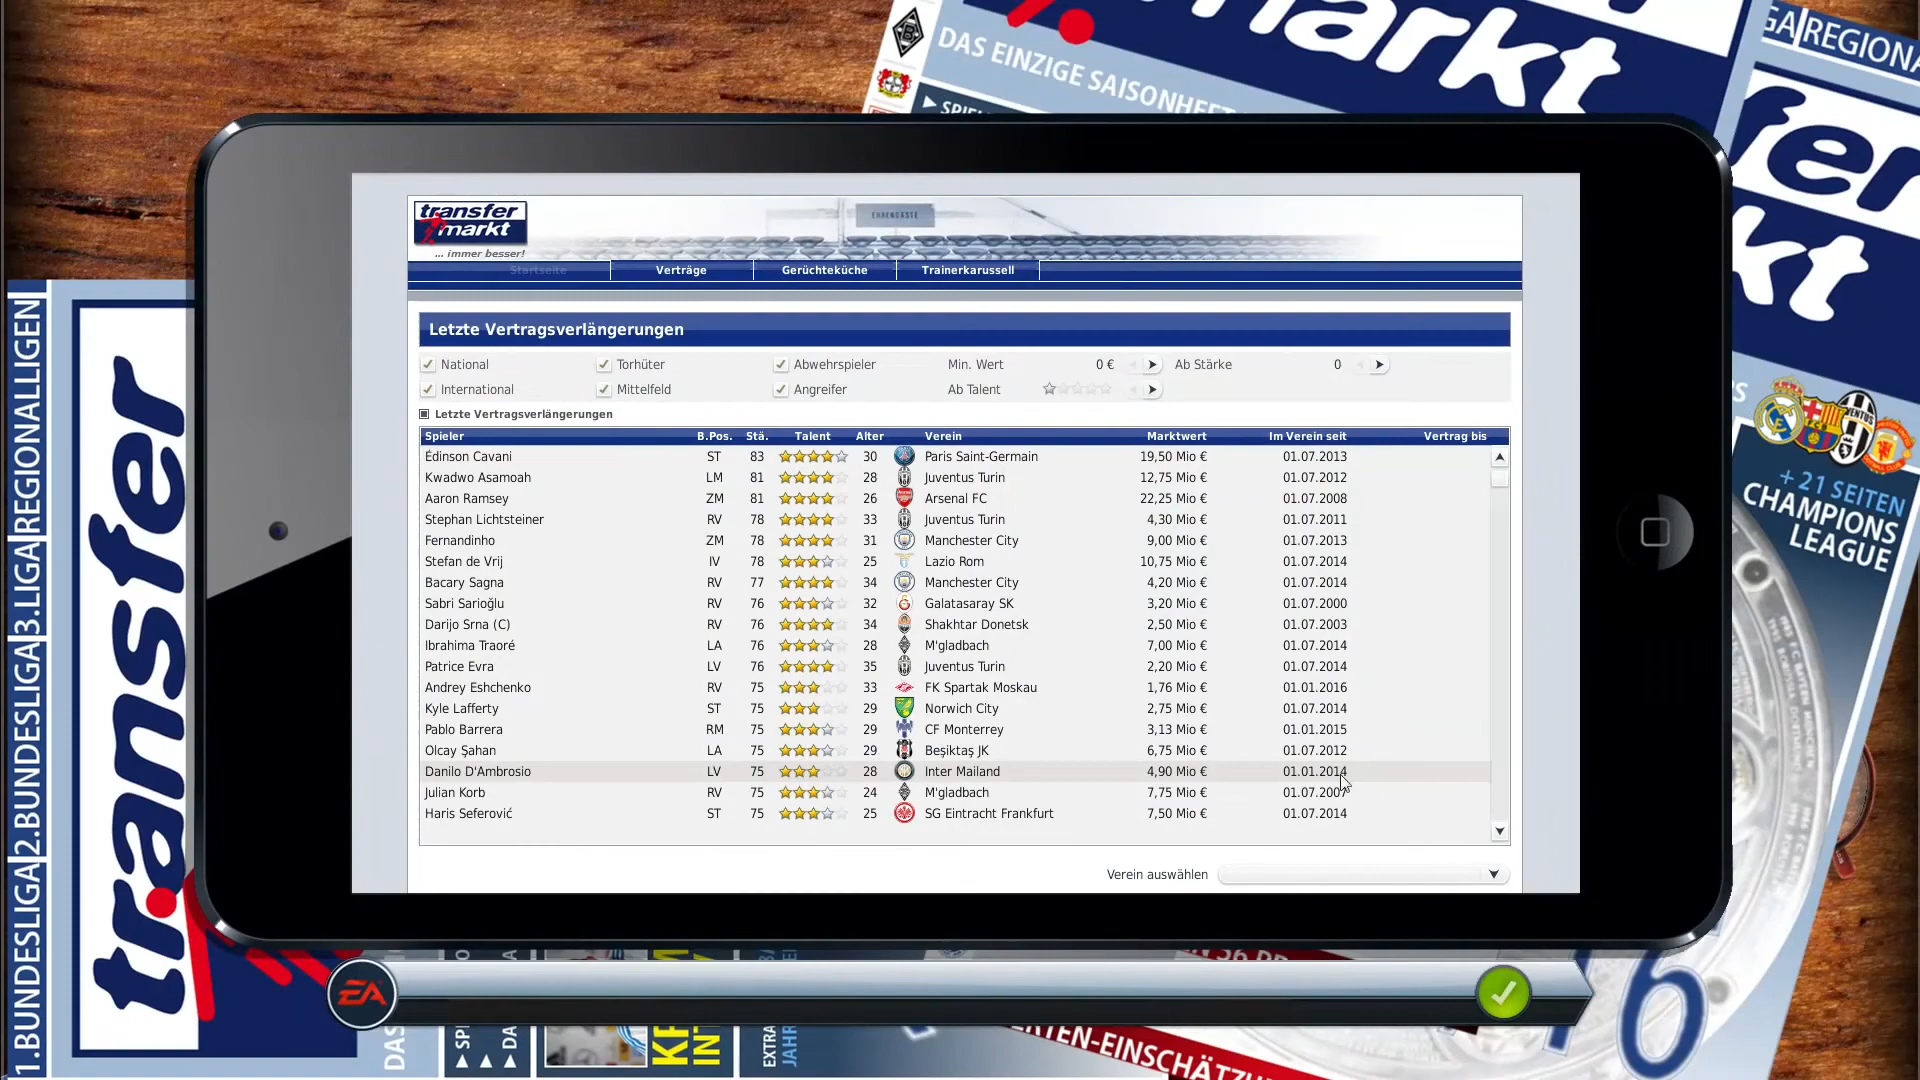 DAS EINZIGE SAISONHEFT
GA REGIONA
markt
transfer
markt
... immer besser!
EHRENGÄSTE
Startseite Verträge Gerüchteküche Trainerkarussell
Letzte Vertragsverlängerungen
National Torhüter Abwehrspieler Min. Wert 0 € Ab Stärke 0
International Mittelfeld Angreifer Ab Talent
Letzte Vertragsverlängerungen
Spieler B.Pos. Stä. Talent Alter Verein Marktwert Im Verein seit Vertrag bis
Édinson Cavani ST 83 30 Paris Saint-Germain 19,50 Mio € 01.07.2013
Kwadwo Asamoah LM 81 28 Juventus Turin 12,75 Mio € 01.07.2012
Aaron Ramsey ZM 81 26 Arsenal FC 22,25 Mio € 01.07.2008
Stephan Lichtsteiner RV 78 33 Juventus Turin 4,30 Mio € 01.07.2011
Fernandinho ZM 78 31 Manchester City 9,00 Mio € 01.07.2013
Stefan de Vrij IV 78 25 Lazio Rom 10,75 Mio € 01.07.2014
Bacary Sagna RV 77 34 Manchester City 4,20 Mio € 01.07.2014
Sabri Sarioğlu RV 76 32 Galatasaray SK 3,20 Mio € 01.07.2000
Darijo Srna (C) RV 76 34 Shakhtar Donetsk 2,50 Mio € 01.07.2003
Ibrahima Traoré LA 76 28 M'gladbach 7,00 Mio € 01.07.2014
Patrice Evra LV 76 35 Juventus Turin 2,20 Mio € 01.07.2014
Andrey Eshchenko RV 75 33 FK Spartak Moskau 1,76 Mio € 01.01.2016
Kyle Lafferty ST 75 29 Norwich City 2,75 Mio € 01.07.2014
Pablo Barrera RM 75 29 CF Monterrey 3,13 Mio € 01.01.2015
Olcay Şahan LA 75 29 Beşiktaş JK 6,75 Mio € 01.07.2012
Danilo D'Ambrosio LV 75 28 Inter Mailand 4,90 Mio € 01.01.2014
Julian Korb RV 75 24 M'gladbach 7,75 Mio €
Haris Seferović ST 75 25 SG Eintracht Frankfurt 7,50 Mio € 01.07.2014
Verein auswählen
1.BUNDESLIGA 2.BUNDESLIGA 3.LIGA REGIONALLIGEN
transfer
+ 21 SEITEN
CHAMPIONS
LEAGUE
EA
DAS
EXTRA
JAHR
16